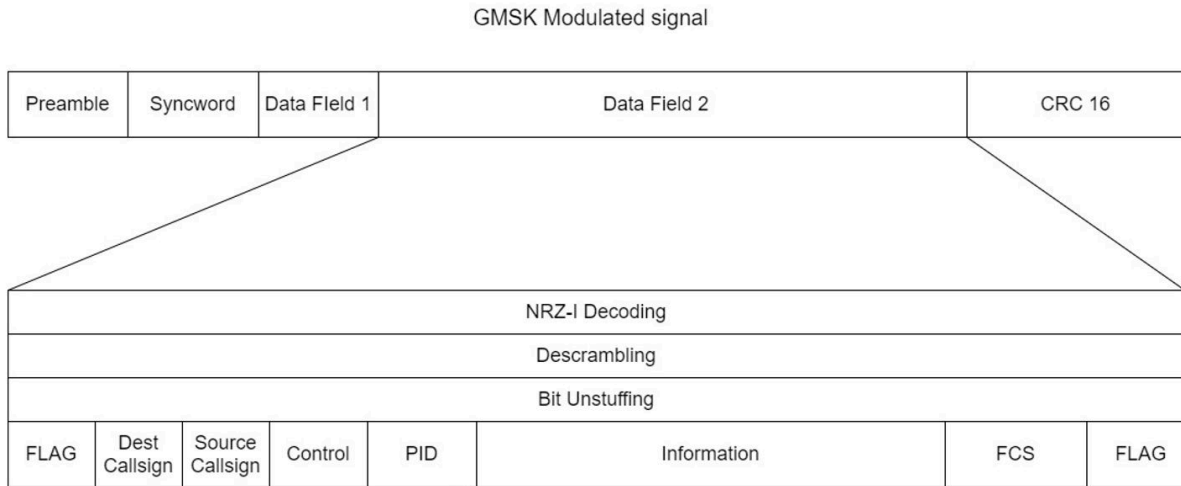 GMSK Modulated signal
Preamble
Syncword
Data FIeld 1
Data Field 2
CRC 16
NRZ-I Decoding
Descrambling
Bit Unstuffing
FLAG
Dest
Callsign
Source
Callsign
Control
PID
Information
FCS
FLAG